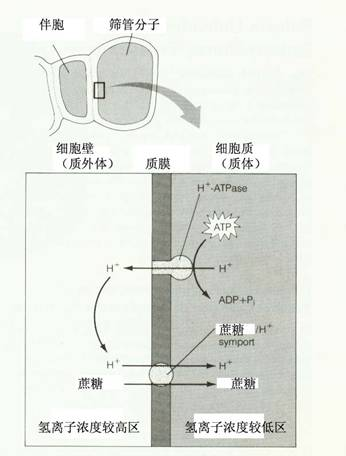 伴胞 筛管分子
细胞壁 质膜 细胞质
(质外体) (质体)
H⁺-ATPase
ATP
H⁺ H⁺
ADP+Pi
蔗糖/H⁺
symport
H⁺ H⁺
蔗糖 蔗糖
氢离子浓度较高区 氢离子浓度较低区